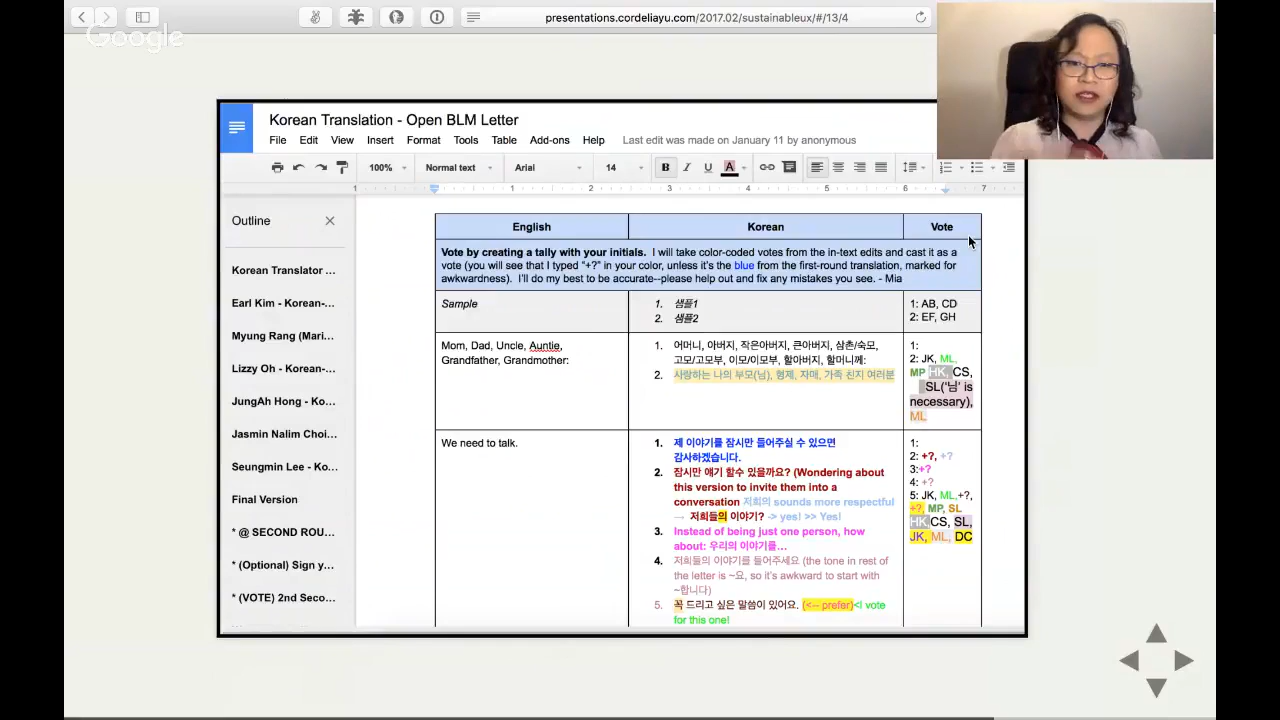 presentations.cordeliayu.com/2017.02/sustainableux/#/13/4
Google
Korean Translation - Open BLM Letter
File Edit View Insert Format Tools Table Add-ons Help Last edit was made on January 11 by anonymous
100% Normal text Arial 14 B I U A
1 1 2 3 4 5 6 7
Outline
Korean Translator ...
Earl Kim - Korean-...
Myung Rang (Mari...
Lizzy Oh - Korean-...
JungAh Hong - Ko...
Jasmin Nalim Choi...
Seungmin Lee - Ko...
Final Version
* @ SECOND ROU...
* (Optional) Sign y...
* (VOTE) 2nd Seco...
English Korean Vote
Vote by creating a tally with your initials. I will take color-coded votes from the in-text edits and cast it as a
vote (you will see that I typed "+?" in your color, unless it's the blue from the first-round translation, marked for
awkwardness). I'll do my best to be accurate--please help out and fix any mistakes you see. - Mia
Sample
1. 샘플1
2. 샘플2
1: AB, CD
2: EF, GH
Mom, Dad, Uncle, Auntie,
Grandfather, Grandmother:
1. 어머니, 아버지, 작은아버지, 큰아버지, 삼촌/숙모,
고모/고모부, 이모/이모부, 할아버지, 할머니께:
2. 사랑하는 나의 부모(님), 형제, 자매, 가족 친지 여러분
1:
2: JK, ML,
MP HK, CS,
SL('님' is
necessary),
ML
We need to talk.
1. 제 이야기를 잠시만 들어주실 수 있으면
감사하겠습니다.
2. 잠시만 얘기 할수 있을까요? (Wondering about
this version to invite them into a
conversation 저희의 sounds more respectful
→ 저희들의 이야기? -> yes! >> Yes!
3. Instead of being just one person, how
about: 우리의 이야기를...
4. 저희들의 이야기를 들어주세요 (the tone in rest of
the letter is ~요, so it's awkward to start with
~합니다)
5. 꼭 드리고 싶은 말씀이 있어요. (<-- prefer)<I vote
for this one!
1:
2: +?, +?
3:+?
4: +?
5: JK, ML,+?,
+?, MP, SL
HK,CS, SL,
JK, ML, DC